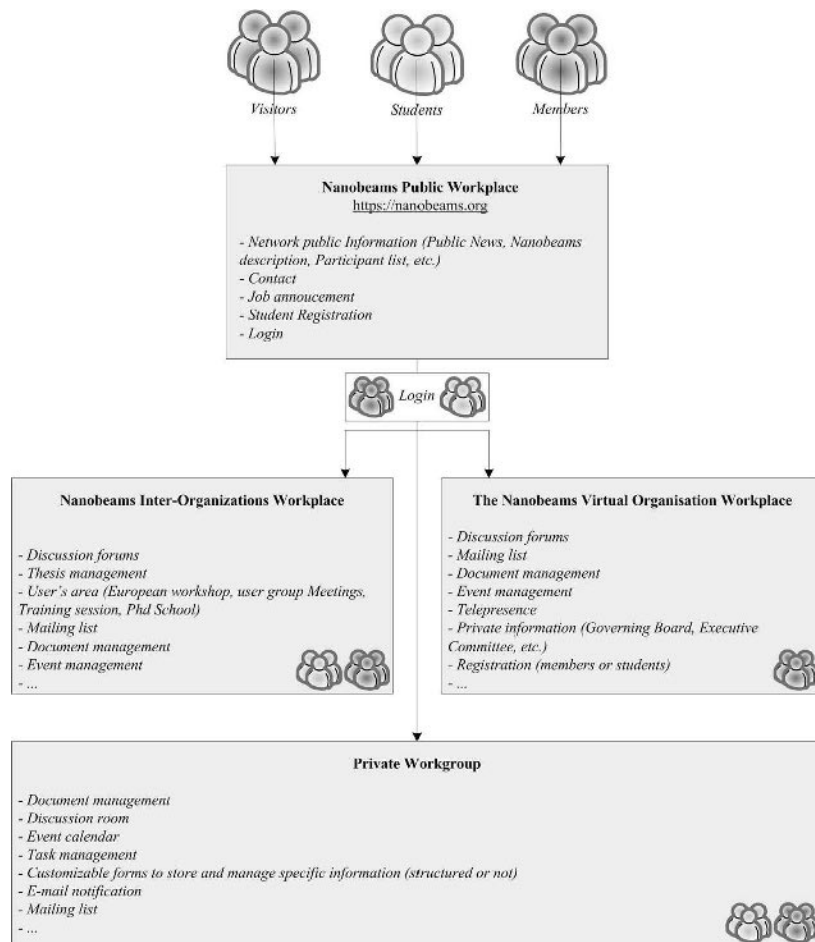 Visitors
Students
Members
Nanobeams Public Workplace
https://nanobeams.org
- Network public Information (Public News, Nanobeams
description, Participant list, etc.)
- Contact
- Job annoucement
- Student Registration
- Login
Login
Nanobeams Inter-Organizations Workplace
- Discussion forums
- Thesis management
- User's area (European workshop, user group Meetings,
Training session, Phd School)
- Mailing list
- Document management
- Event management
- ...
The Nanobeams Virtual Organisation Workplace
- Discussion forums
- Mailing list
- Document management
- Event management
- Telepresence
- Private information (Governing Board, Executive
Committee, etc.)
- Registration (members or students)
- ...
Private Workgroup
- Document management
- Discussion room
- Event calendar
- Task management
- Customizable forms to store and manage specific information (structured or not)
- E-mail notification
- Mailing list
- ...